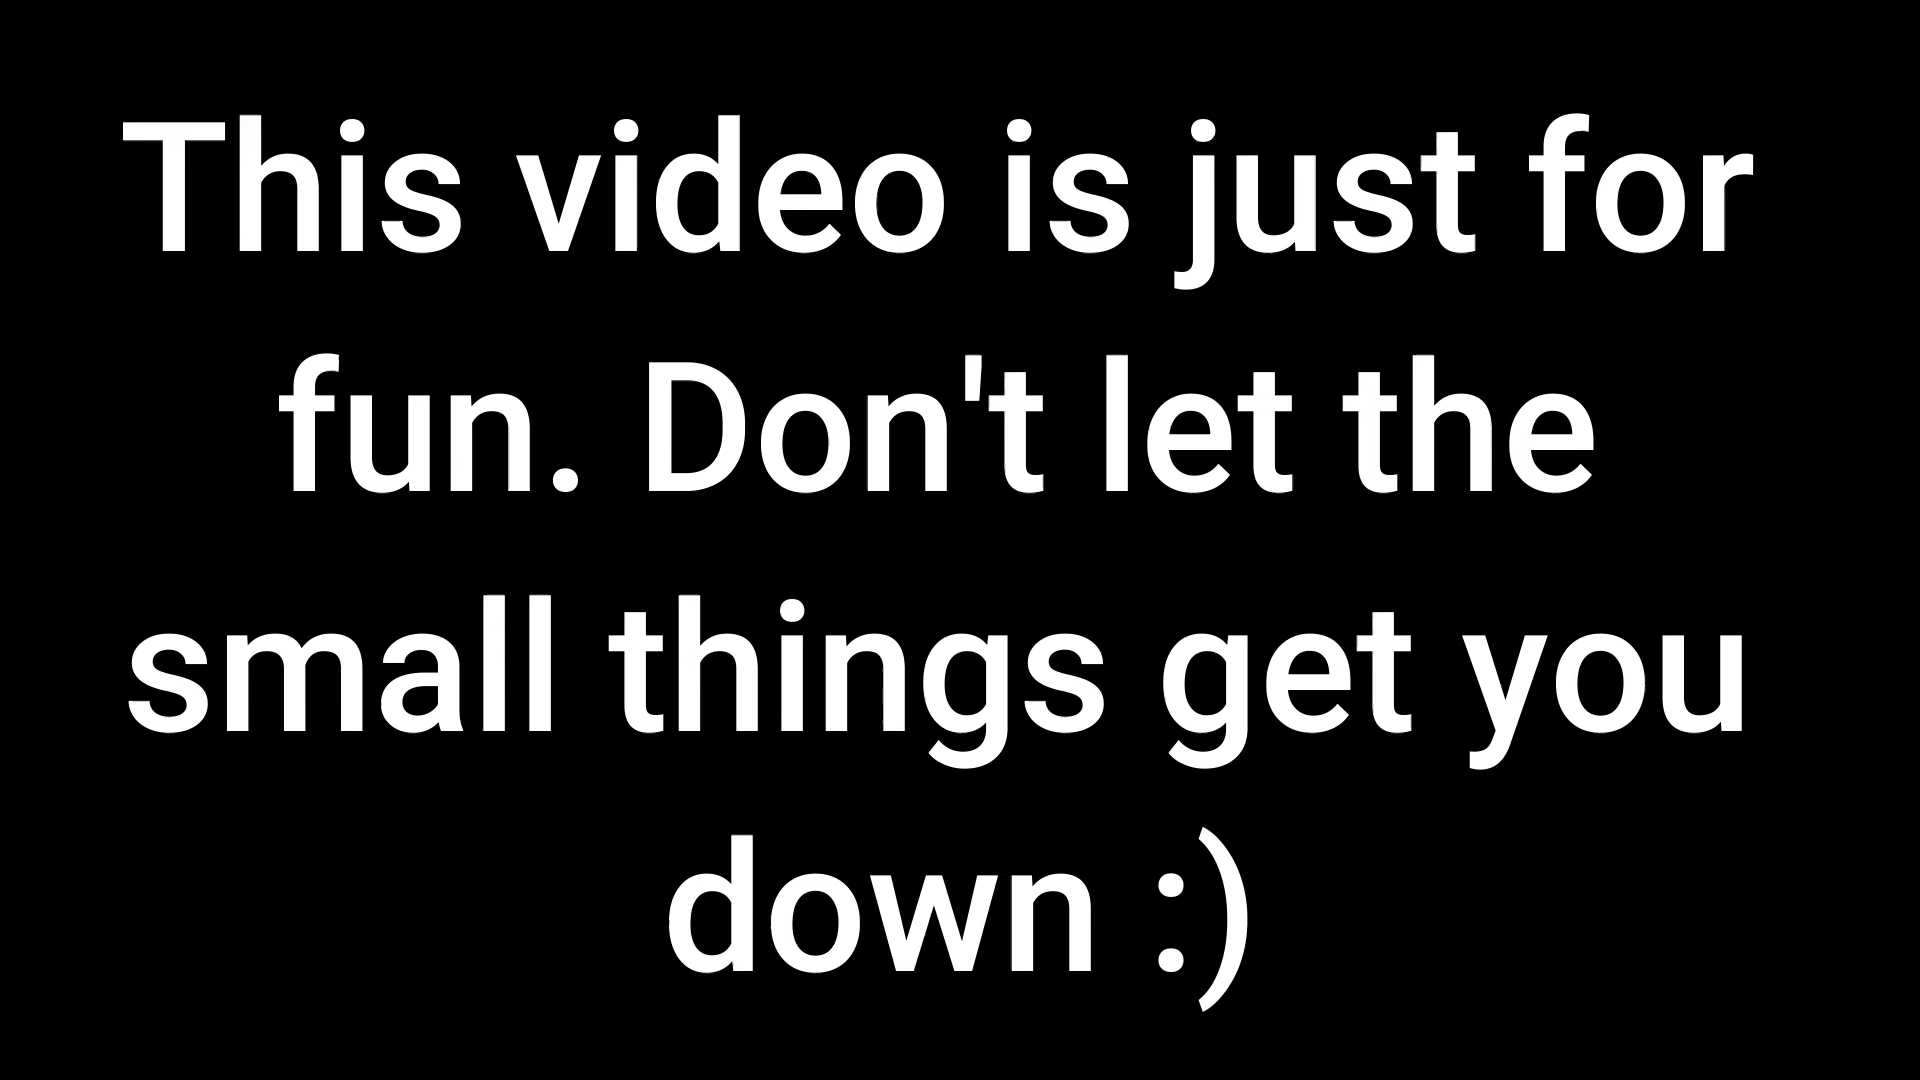 This video is just for
fun. Don't let the
small things get you
down :)